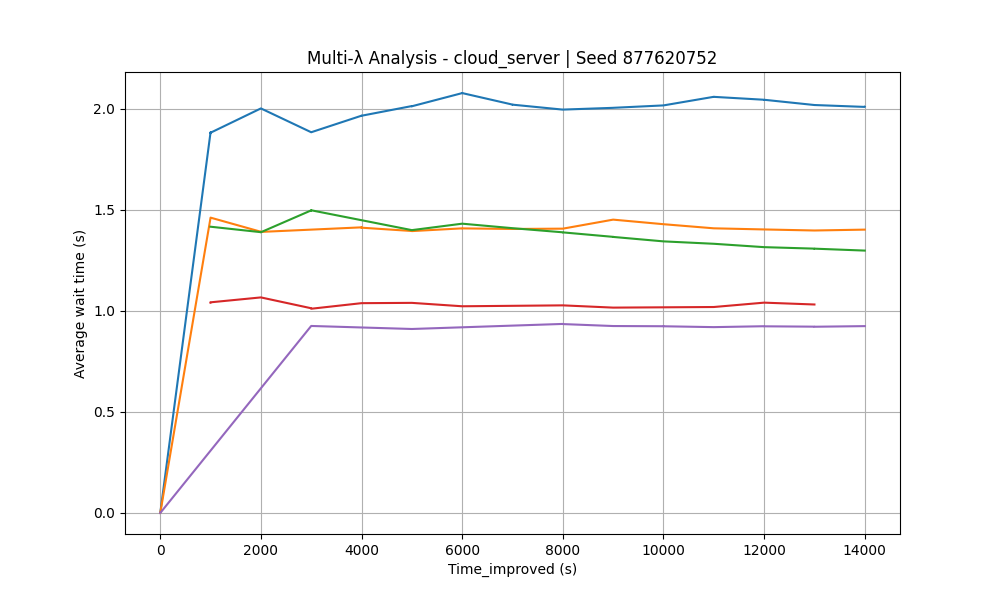 Multi-λ Analysis - cloud_server | Seed 877620752
Average wait time (s)
2.0
1.5
1.0
0.5
0.0
0 2000 4000 6000 8000 10000 12000 14000
Time_improved (s)